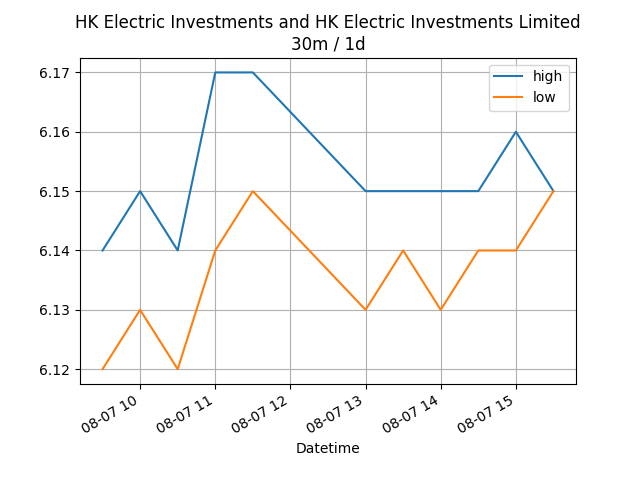 HK Electric Investments and HK Electric Investments Limited
30m / 1d
high
low
6.17
6.16
6.15
6.14
6.13
6.12
08-07 10
08-07 11
08-07 12
08-07 13
08-07 14
08-07 15
Datetime